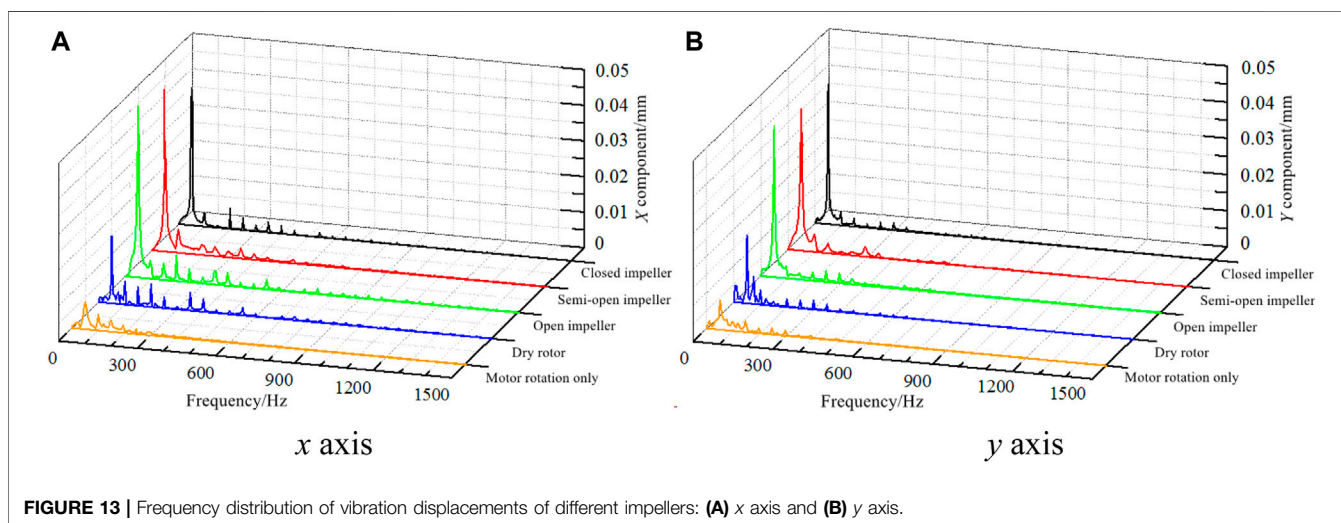 A
0.05
0.04
0.03
0.02
0.01
0
X component/mm
Closed impeller
Semi-open impeller
Open impeller
Dry rotor
Motor rotation only
0
300
600
900
1200
1500
Frequency/Hz
x axis
B
0.05
0.04
0.03
0.02
0.01
0
Y component/mm
Closed impeller
Semi-open impeller
Open impeller
Dry rotor
Motor rotation only
0
300
600
900
1200
1500
Frequency/Hz
y axis
FIGURE 13 | Frequency distribution of vibration displacements of different impellers: (A) x axis and (B) y axis.